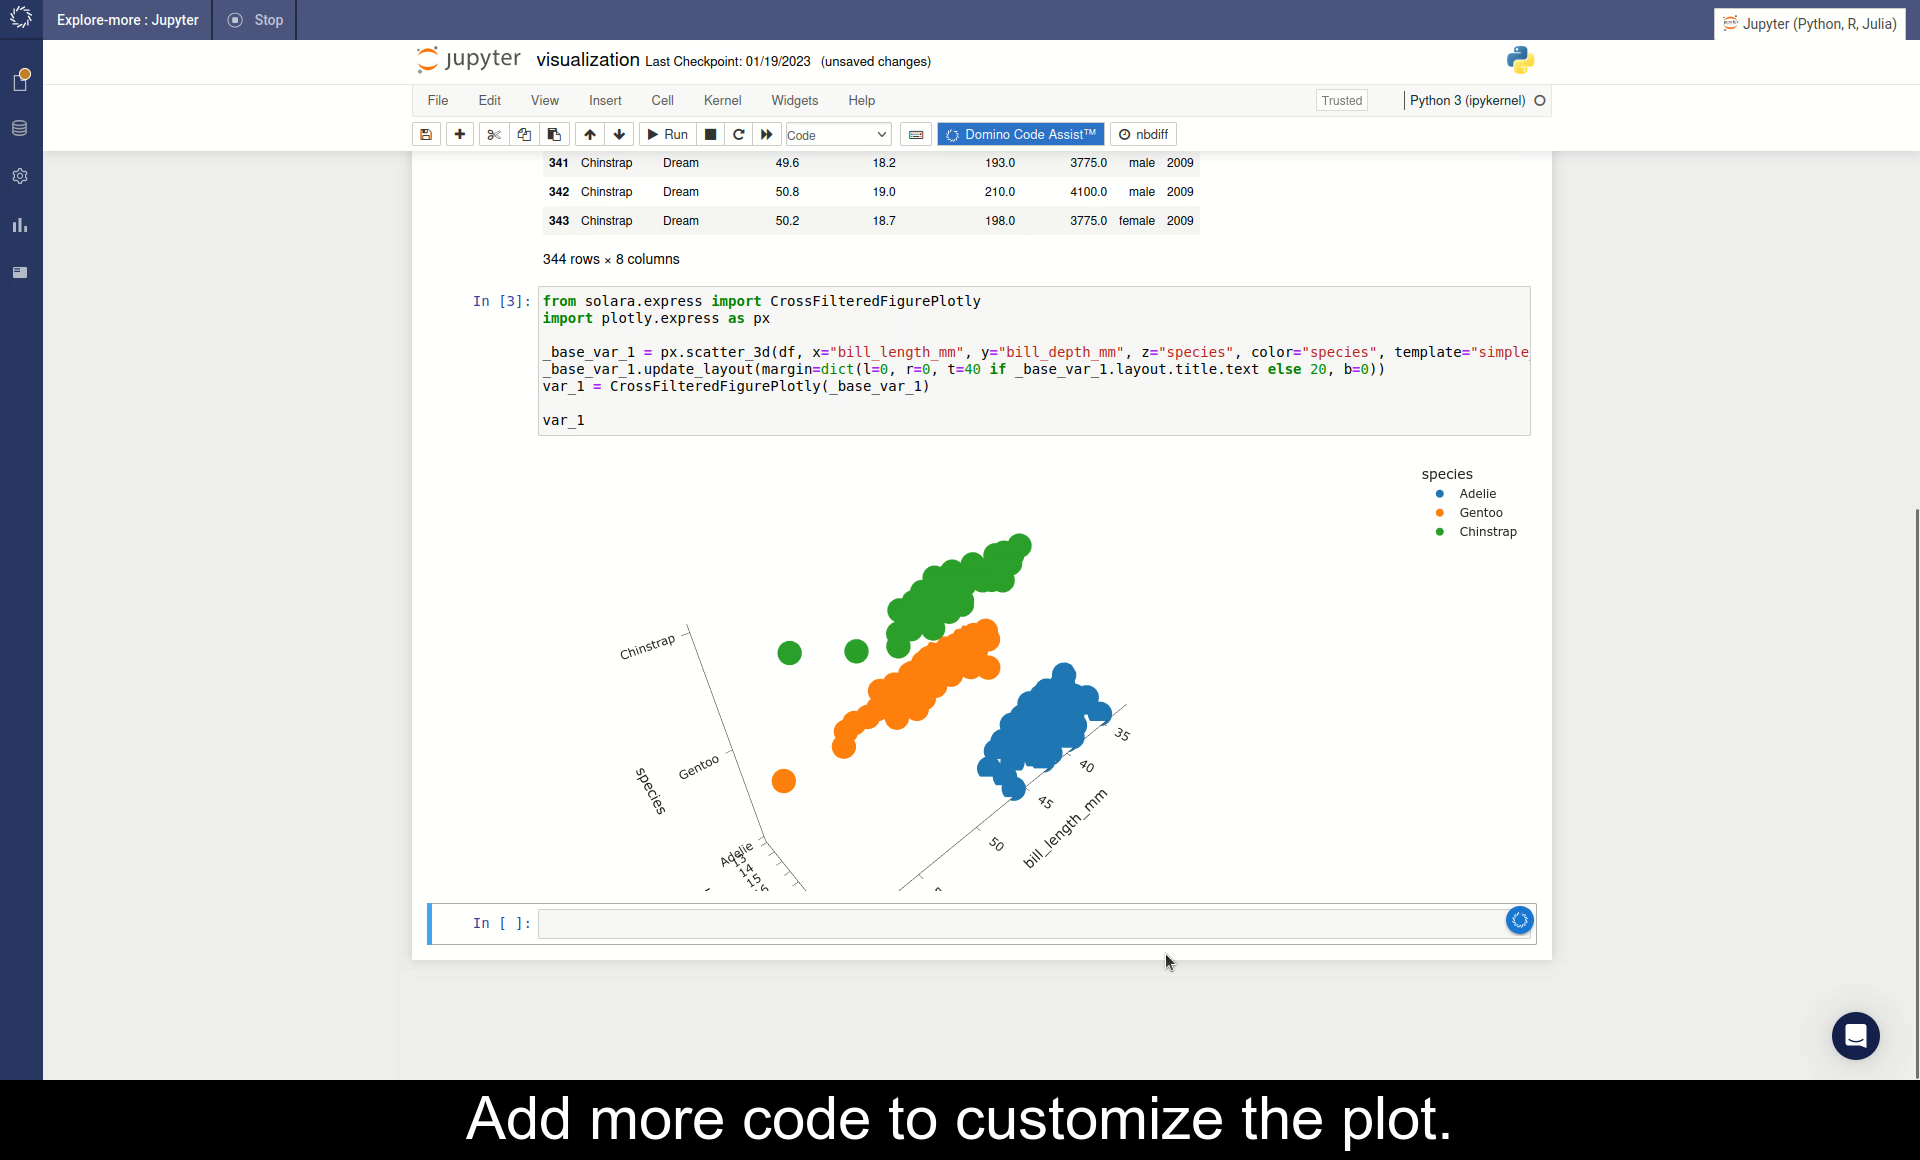 Explore-more : Jupyter Stop Jupyter (Python, R, Julia)
jupyter visualization Last Checkpoint: 01/19/2023 (unsaved changes)
File Edit View Insert Cell Kernel Widgets Help Trusted Python 3 (ipykernel)
Run Code Domino Code Assist™ nbdiff
341 Chinstrap Dream 49.6 18.2 193.0 3775.0 male 2009
342 Chinstrap Dream 50.8 19.0 210.0 4100.0 male 2009
343 Chinstrap Dream 50.2 18.7 198.0 3775.0 female 2009
344 rows × 8 columns
In [3]:
from solara.express import CrossFilteredFigurePlotly
import plotly.express as px
_base_var_1 = px.scatter_3d(df, x="bill_length_mm", y="bill_depth_mm", z="species", color="species", template="simple_
_base_var_1.update_layout(margin=dict(l=0, r=0, t=40 if _base_var_1.layout.title.text else 20, b=0))
var_1 = CrossFilteredFigurePlotly(_base_var_1)
var_1
species
Adelie
Gentoo
Chinstrap
Chinstrap
Gentoo
Adelie
species
13
14
15
35
40
45
50
bill_length_mm
In [ ]:
Add more code to customize the plot.